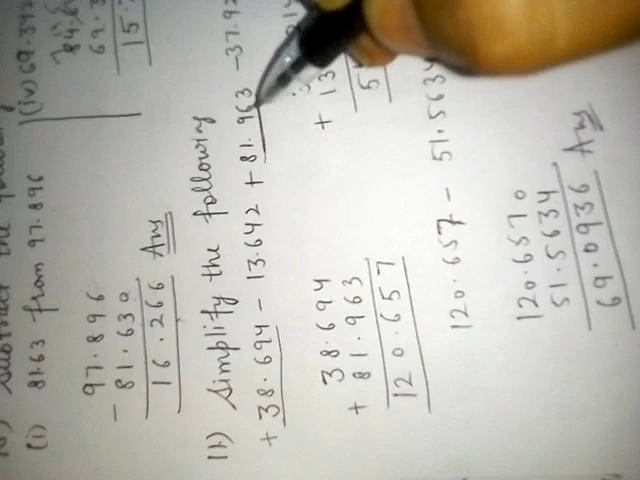 (i) 81.63 from 97.896
(iv) 69.342
97.896
- 81.630
16.266 Ans
11) Simplify the following
+ 38.694 - 13.642 + 81.963 - 37.92
38.694
+ 81.963
120.657
+ 13
120.657 - 51.5634
120.6570
51.5634
69.0936 Ans